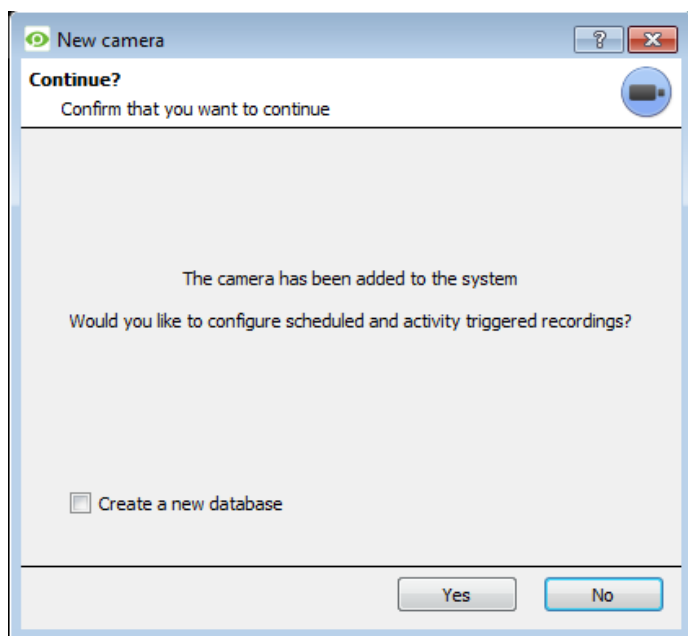 New camera
?
Continue?
Confirm that you want to continue
The camera has been added to the system
Would you like to configure scheduled and activity triggered recordings?
Create a new database
Yes
No